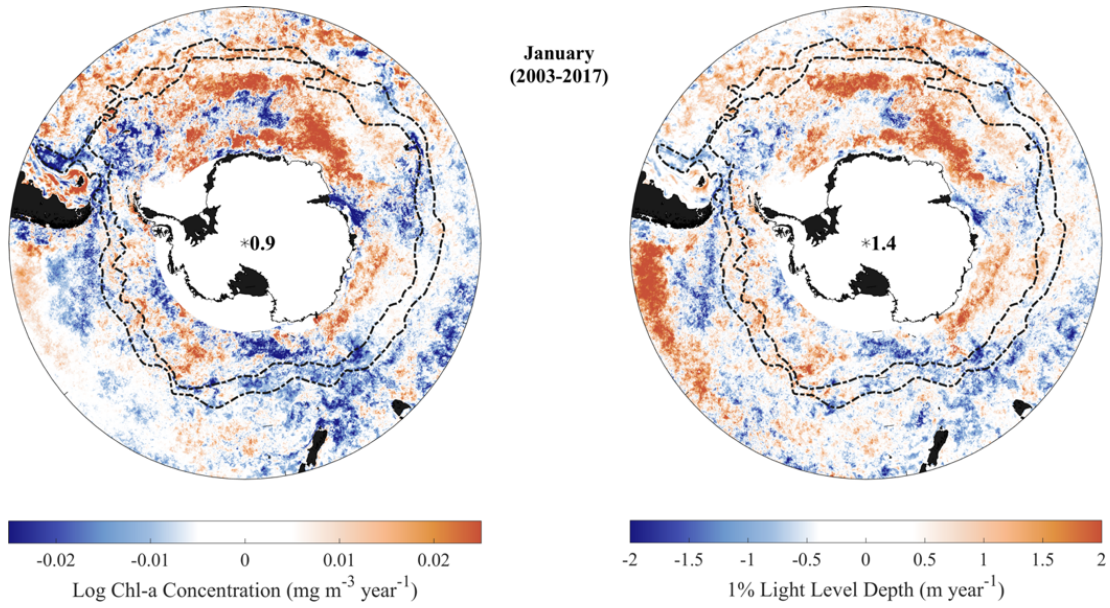 January
(2003-2017)
*0.9
*1.4
-0.02 -0.01 0 0.01 0.02
Log Chl-a Concentration (mg m⁻³ year⁻¹)
-2 -1.5 -1 -0.5 0 0.5 1 1.5 2
1% Light Level Depth (m year⁻¹)